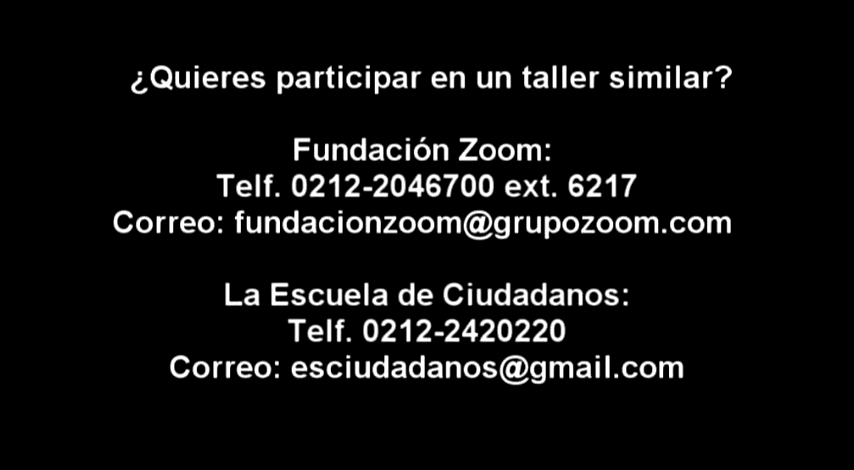 ¿Quieres participar en un taller similar?
Fundación Zoom:
Telf. 0212-2046700 ext. 6217
Correo: fundacionzoom@grupozoom.com
La Escuela de Ciudadanos:
Telf. 0212-2420220
Correo: esciudadanos@gmail.com